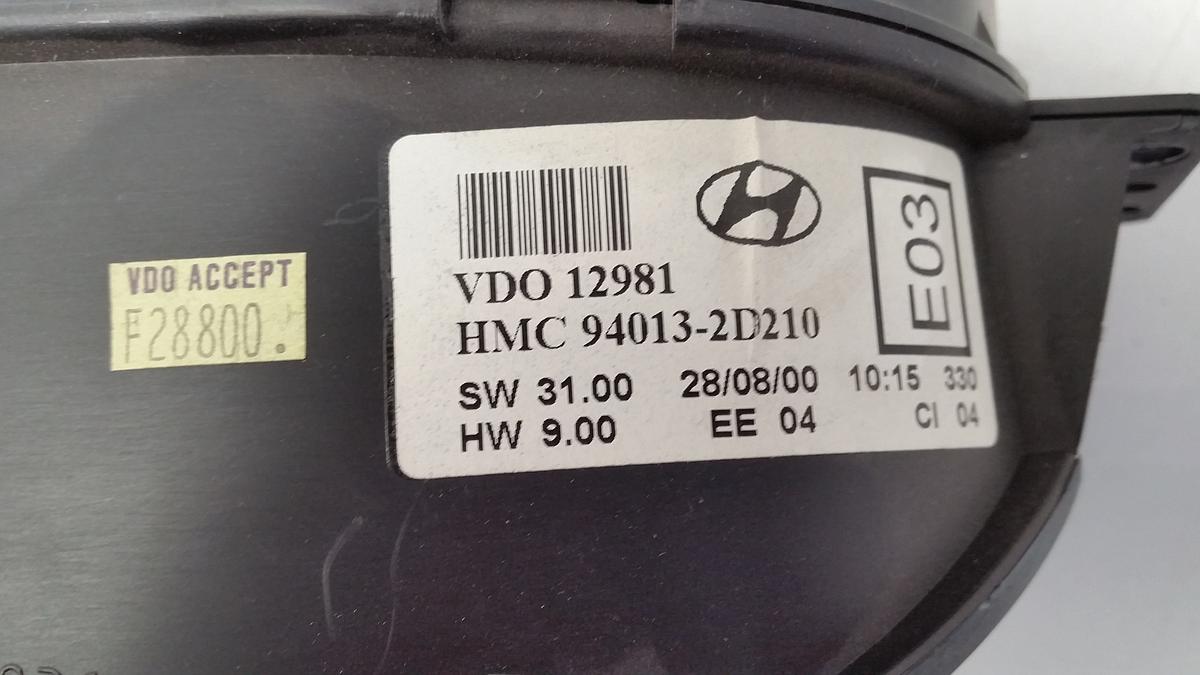 VDO ACCEPT
F28800.
VDO 12981
HMC 94013-2D210
E03
SW 31.00 28/08/00 10:15 330
HW 9.00 EE 04 CI 04